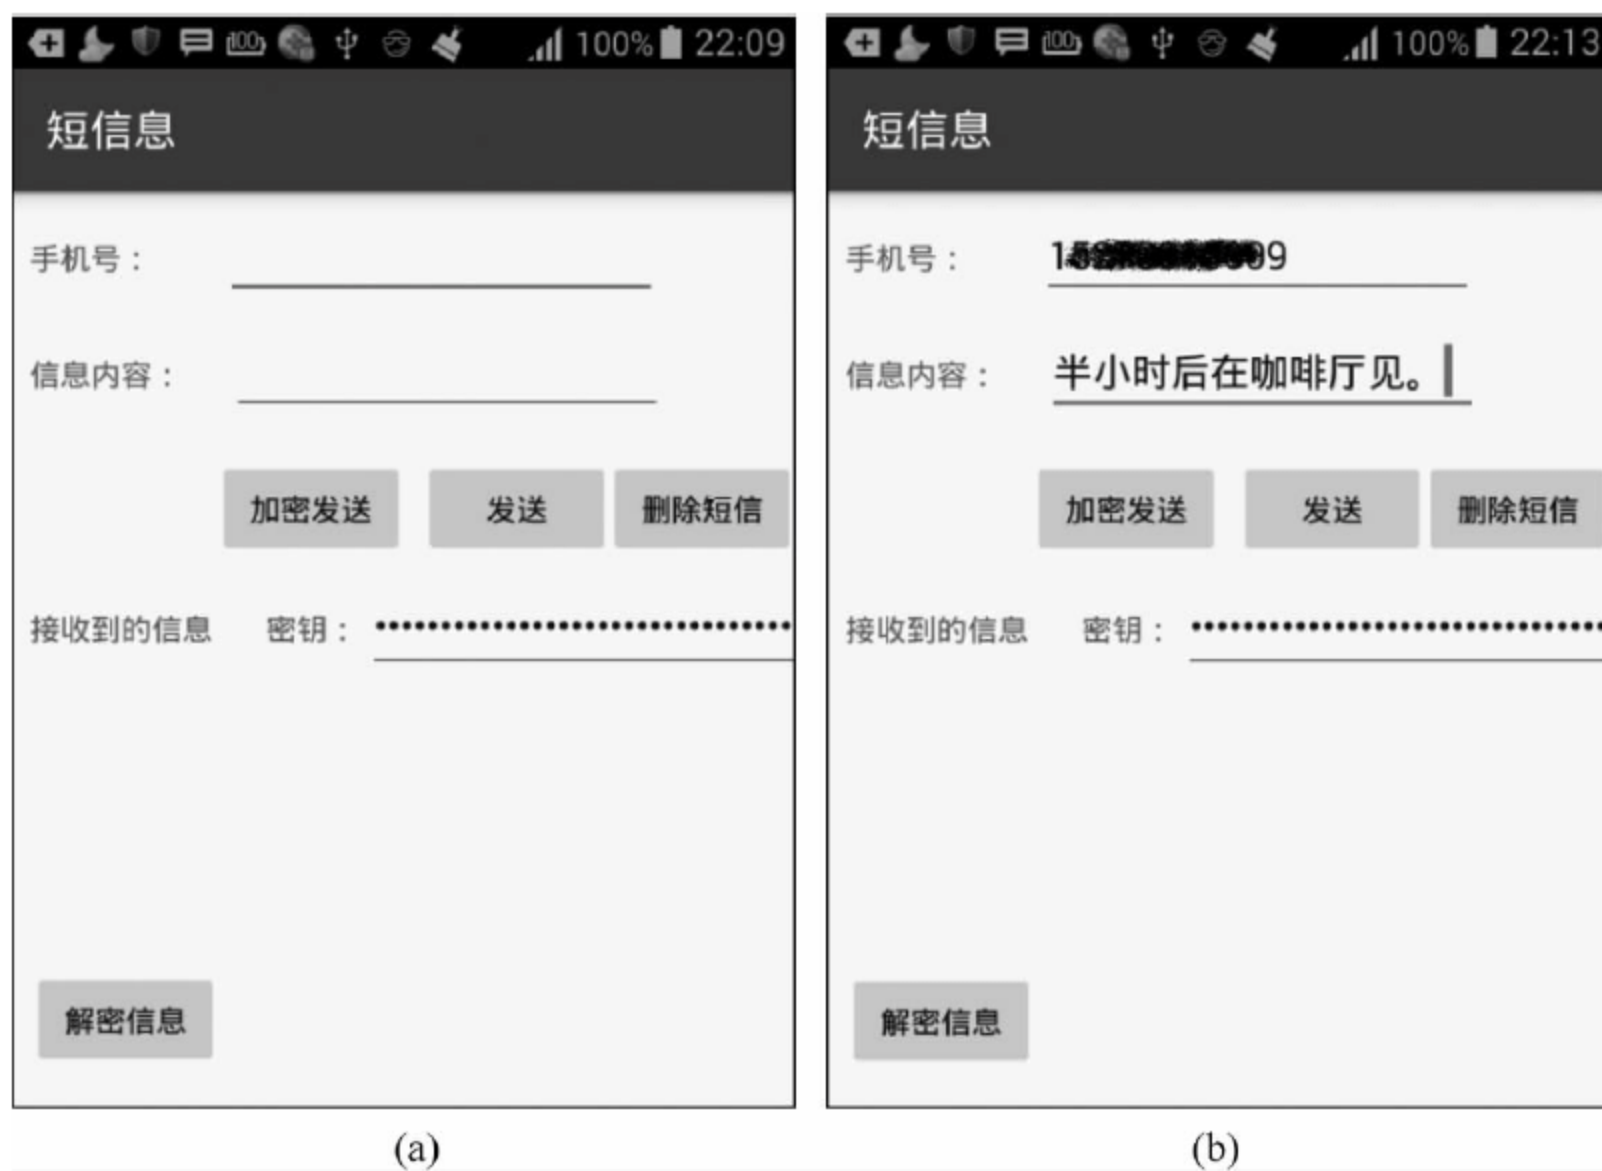 100% 22:09
短信息
手机号：
信息内容：
加密发送 发送 删除短信
接收到的信息 密钥：
解密信息
(a)
100% 22:13
短信息
手机号：
信息内容： 半小时后在咖啡厅见。
加密发送 发送 删除短信
接收到的信息 密钥：
解密信息
(b)